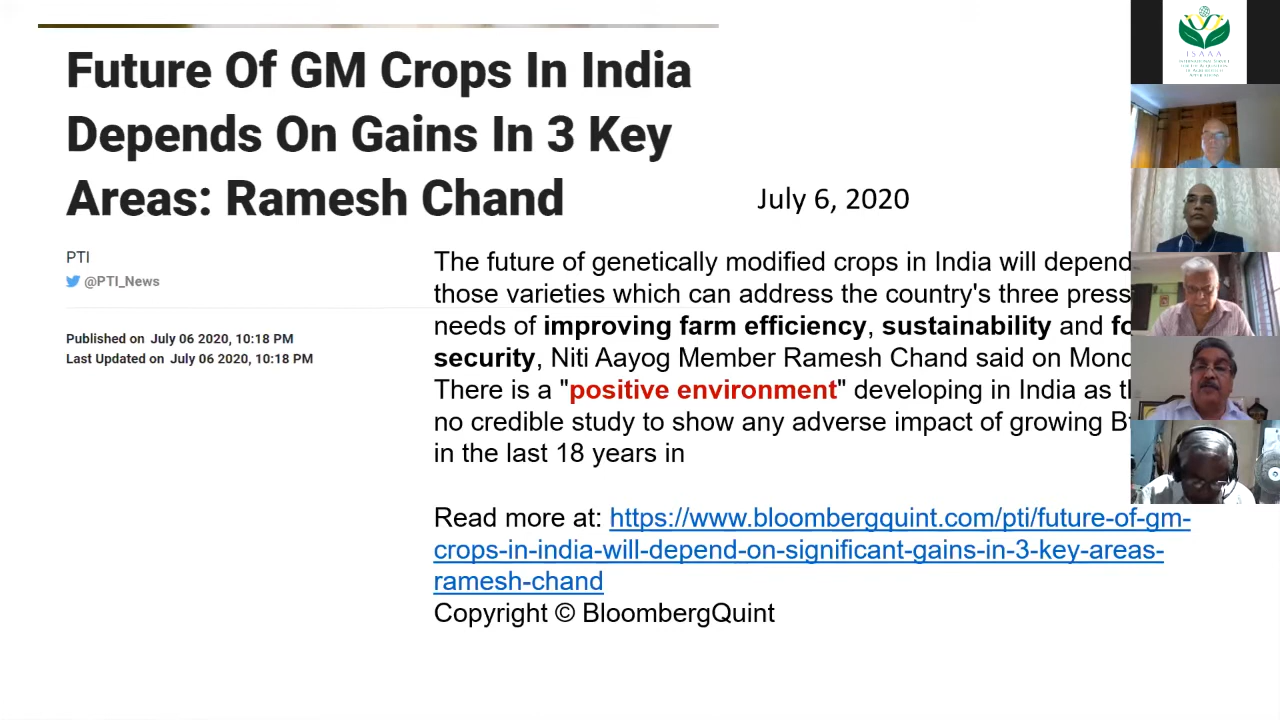 Future Of GM Crops In India
Depends On Gains In 3 Key
Areas: Ramesh Chand
July 6, 2020
PTI
@PTI_News
Published on July 06 2020, 10:18 PM
Last Updated on July 06 2020, 10:18 PM
The future of genetically modified crops in India will depend
those varieties which can address the country's three press
needs of improving farm efficiency, sustainability and fo
security, Niti Aayog Member Ramesh Chand said on Mond
There is a "positive environment" developing in India as th
no credible study to show any adverse impact of growing Bt
in the last 18 years in
Read more at: https://www.bloombergquint.com/pti/future-of-gm-
crops-in-india-will-depend-on-significant-gains-in-3-key-areas-
ramesh-chand
Copyright © BloombergQuint
ISAAA